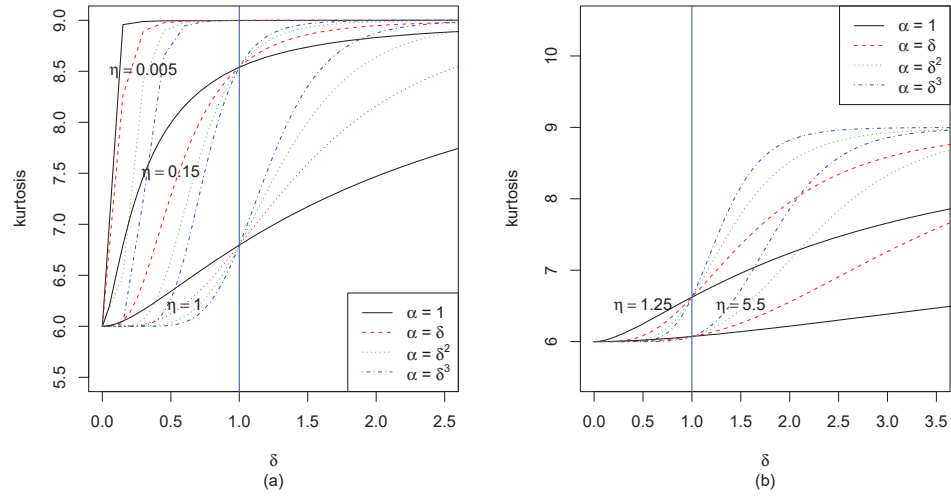 9.0
8.5
8.0
7.5
7.0
6.5
6.0
5.5
kurtosis
η = 0.005
η = 0.15
η = 1
α = 1
α = δ
α = δ²
α = δ³
0.0 0.5 1.0 1.5 2.0 2.5
δ
(a)
10
9
8
7
6
kurtosis
α = 1
α = δ
α = δ²
α = δ³
η = 1.25
η = 5.5
0.0 0.5 1.0 1.5 2.0 2.5 3.0 3.5
δ
(b)